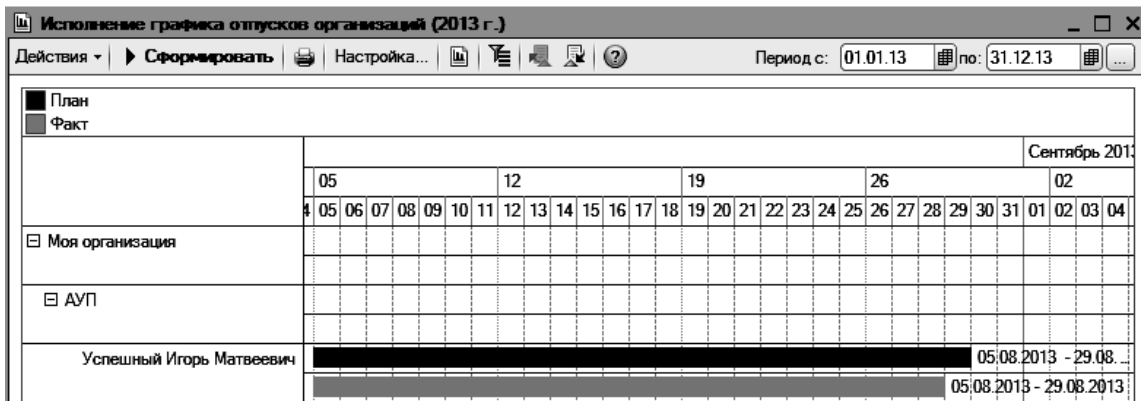 Исполнение графика отпусков организаций (2013 г.)
Действия Сформировать Настройка... Период с: 01.01.13 по: 31.12.13 ...
План
Факт
Сентябрь 2013
05 12 19 26 02
4 05 06 07 08 09 10 11 12 13 14 15 16 17 18 19 20 21 22 23 24 25 26 27 28 29 30 31 01 02 03 04
Моя организация
АУП
Успешный Игорь Матвеевич 05.08.2013 - 29.08. ...
05.08.2013 - 29.08.2013